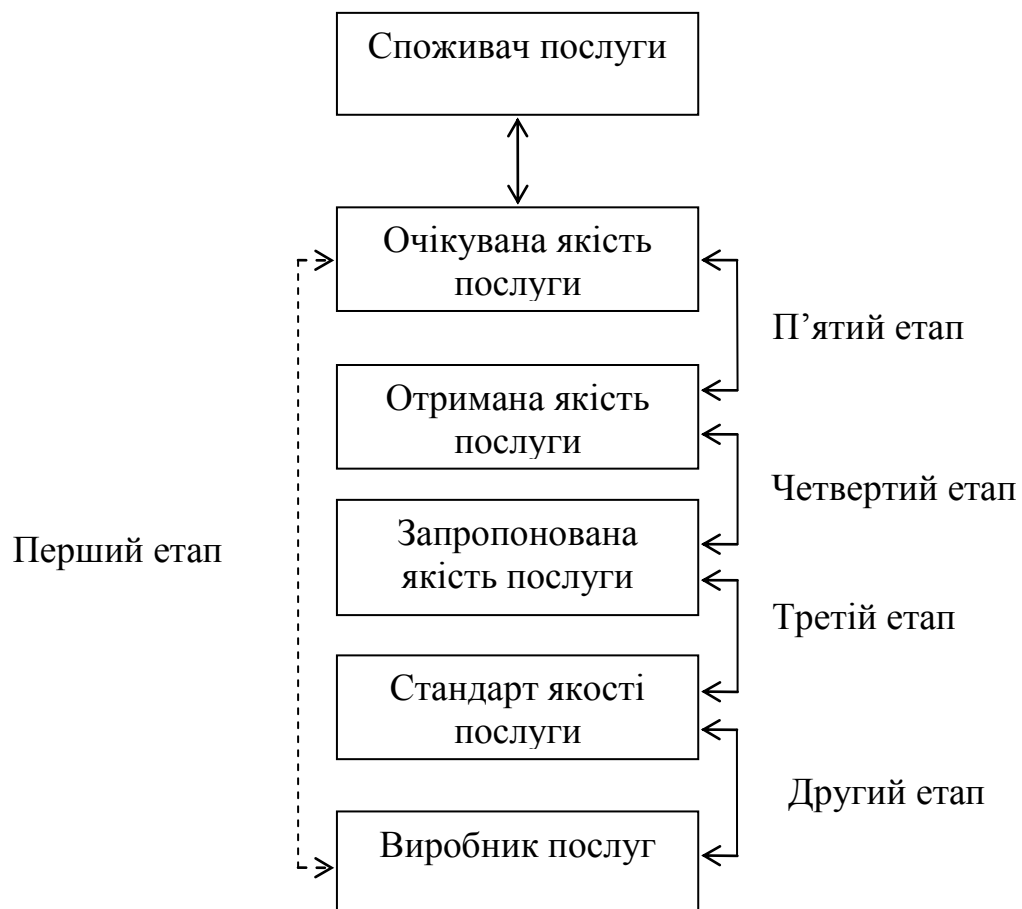 Споживач послуги
Очікувана якість
послуги
П’ятий етап
Отримана якість
послуги
Четвертий етап
Запропонована
якість послуги
Перший етап
Третій етап
Стандарт якості
послуги
Другий етап
Виробник послуг